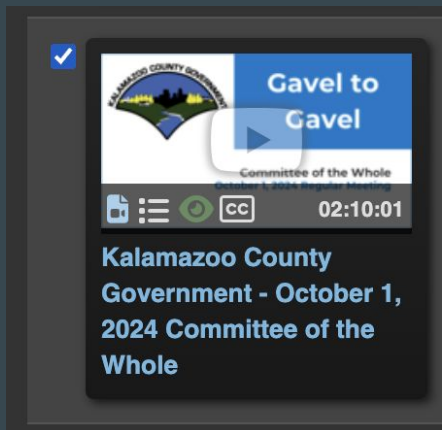 KALAMAZOO COUNTY GOVERNMENT
Gavel to
Gavel
Committee of the Whole
October 1, 2024 Regular Meeting
CC
02:10:01
Kalamazoo County
Government - October 1,
2024 Committee of the
Whole